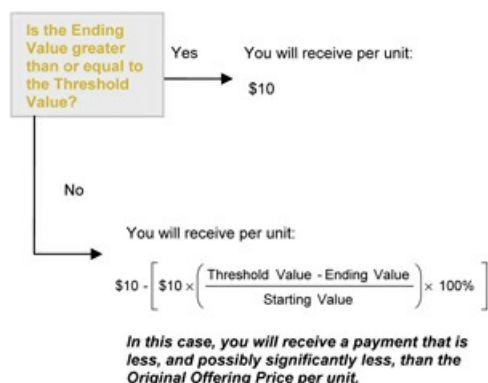 Is the Ending
Value greater
than or equal to
the Threshold
Value?
Yes
You will receive per unit:
$10
No
You will receive per unit:
$10 - [ $10 × ( Threshold Value - Ending Value / Starting Value ) × 100% ]
In this case, you will receive a payment that is
less, and possibly significantly less, than the
Original Offering Price per unit.